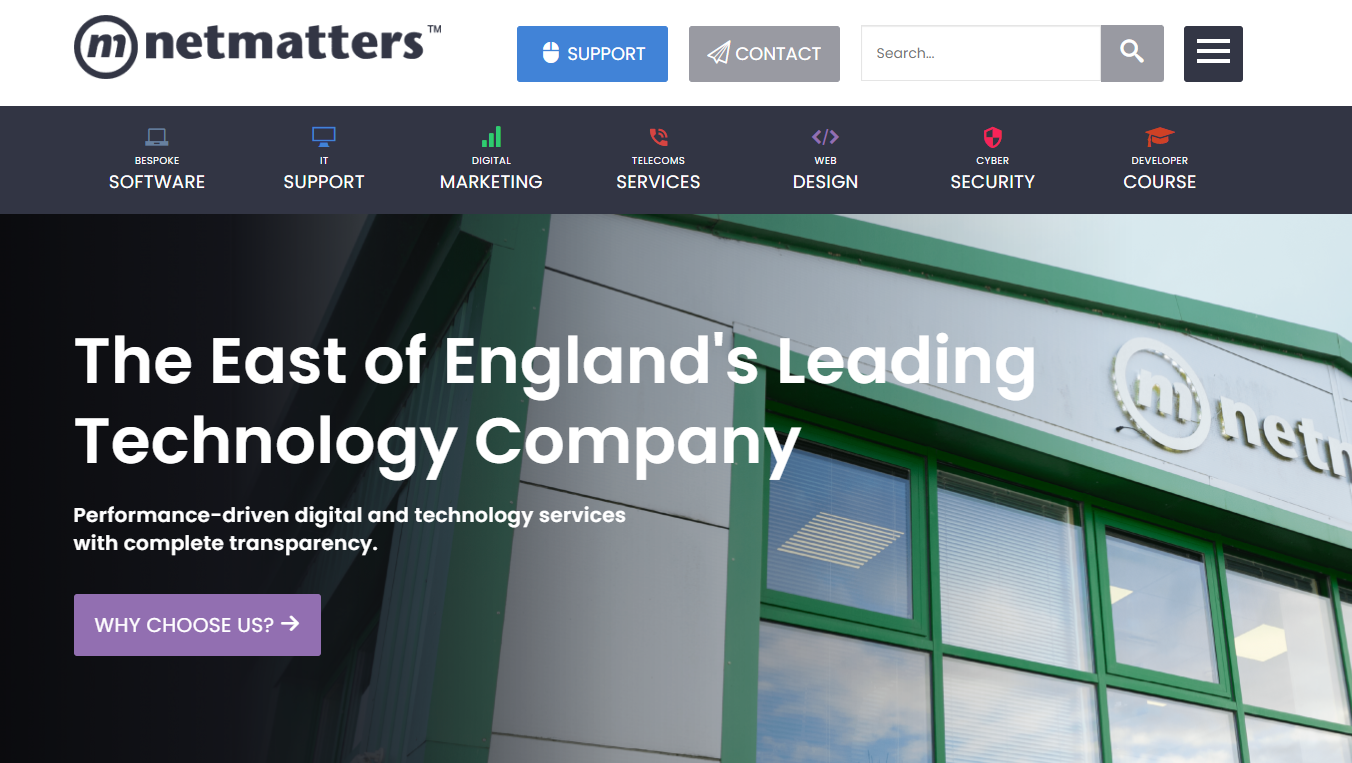 m netmatters™
SUPPORT
CONTACT
Search...
BESPOKE
SOFTWARE
IT
SUPPORT
DIGITAL
MARKETING
TELECOMS
SERVICES
WEB
DESIGN
CYBER
SECURITY
DEVELOPER
COURSE
The East of England's Leading
Technology Company
Performance-driven digital and technology services
with complete transparency.
WHY CHOOSE US?
m netm